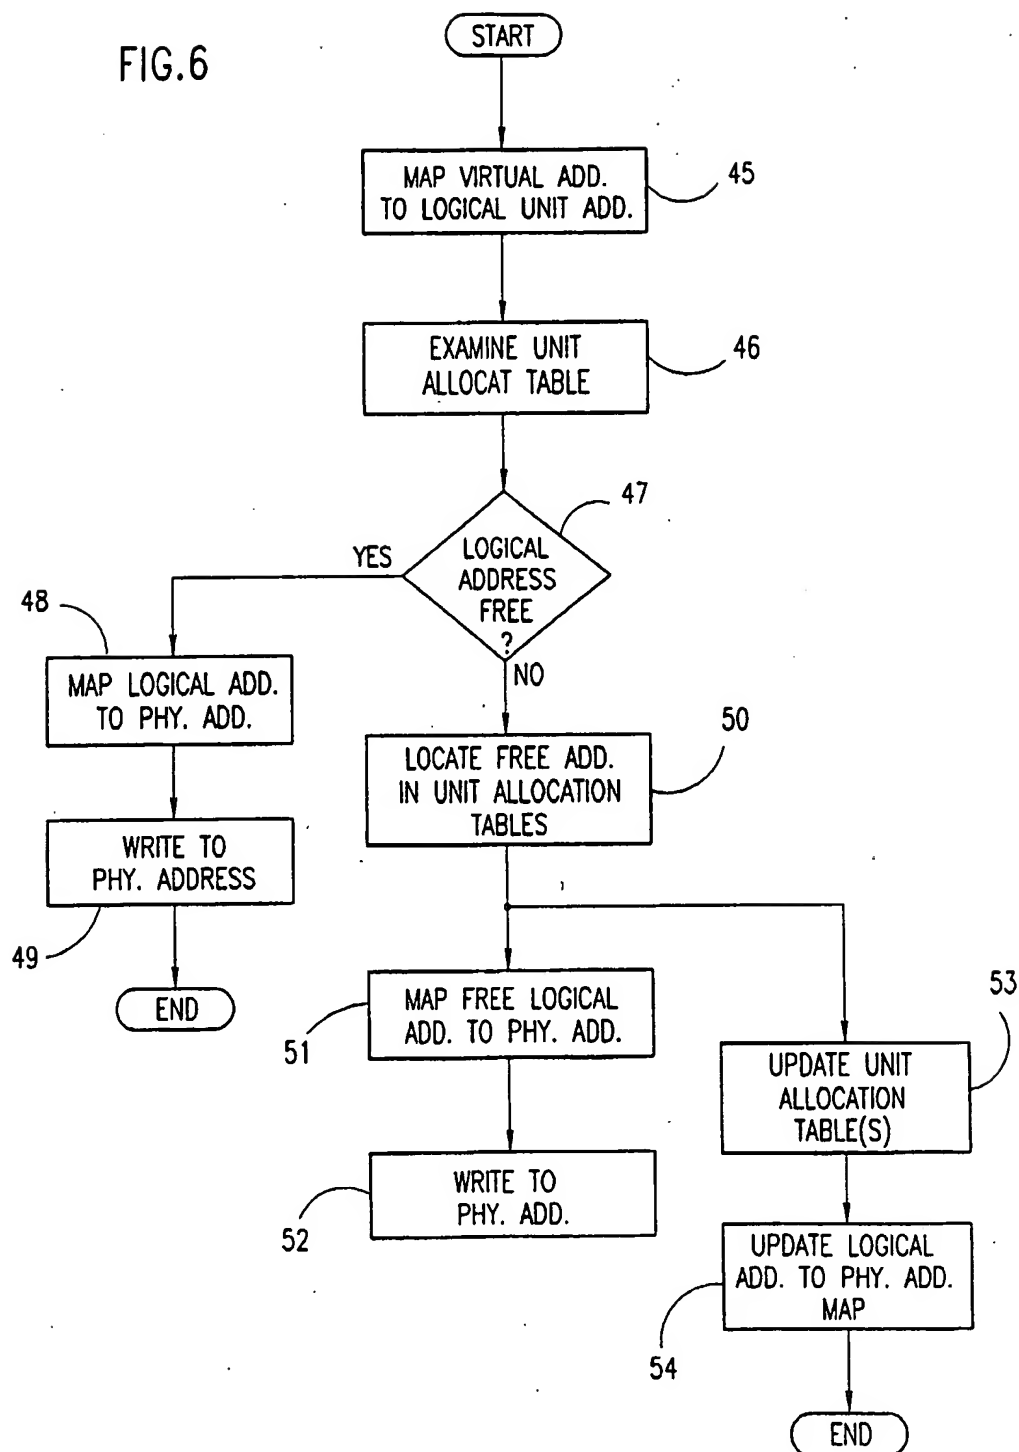 FIG.6
START
MAP VIRTUAL ADD.
TO LOGICAL UNIT ADD.
45
EXAMINE UNIT
ALLOCAT TABLE
46
47
LOGICAL
ADDRESS
FREE
?
YES
NO
48
MAP LOGICAL ADD.
TO PHY. ADD.
50
LOCATE FREE ADD.
IN UNIT ALLOCATION
TABLES
WRITE TO
PHY. ADDRESS
49
END
MAP FREE LOGICAL
ADD. TO PHY. ADD.
51
53
UPDATE UNIT
ALLOCATION
TABLE(S)
WRITE TO
PHY. ADD.
52
UPDATE LOGICAL
ADD. TO PHY. ADD.
MAP
54
END